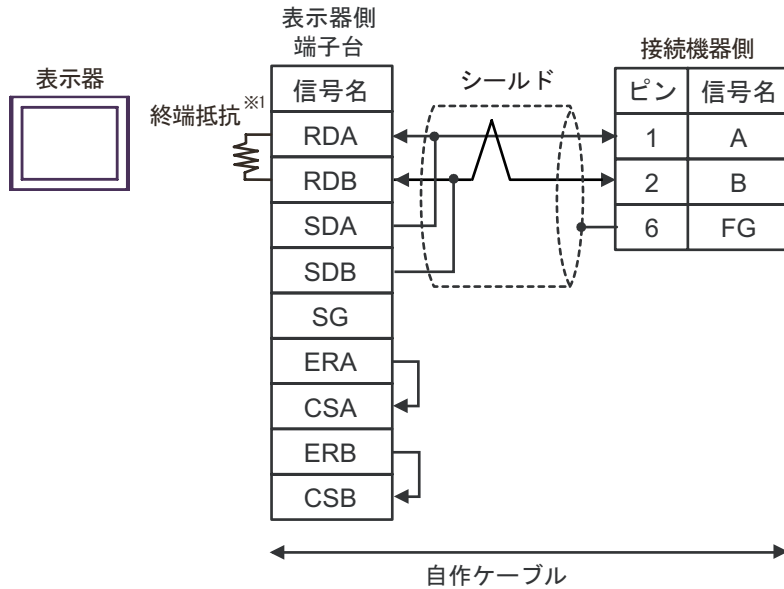 表示器
終端抵抗※1
表示器側
端子台
信号名
RDA
RDB
SDA
SDB
SG
ERA
CSA
ERB
CSB
シールド
接続機器側
ピン 信号名
1 A
2 B
6 FG
自作ケーブル